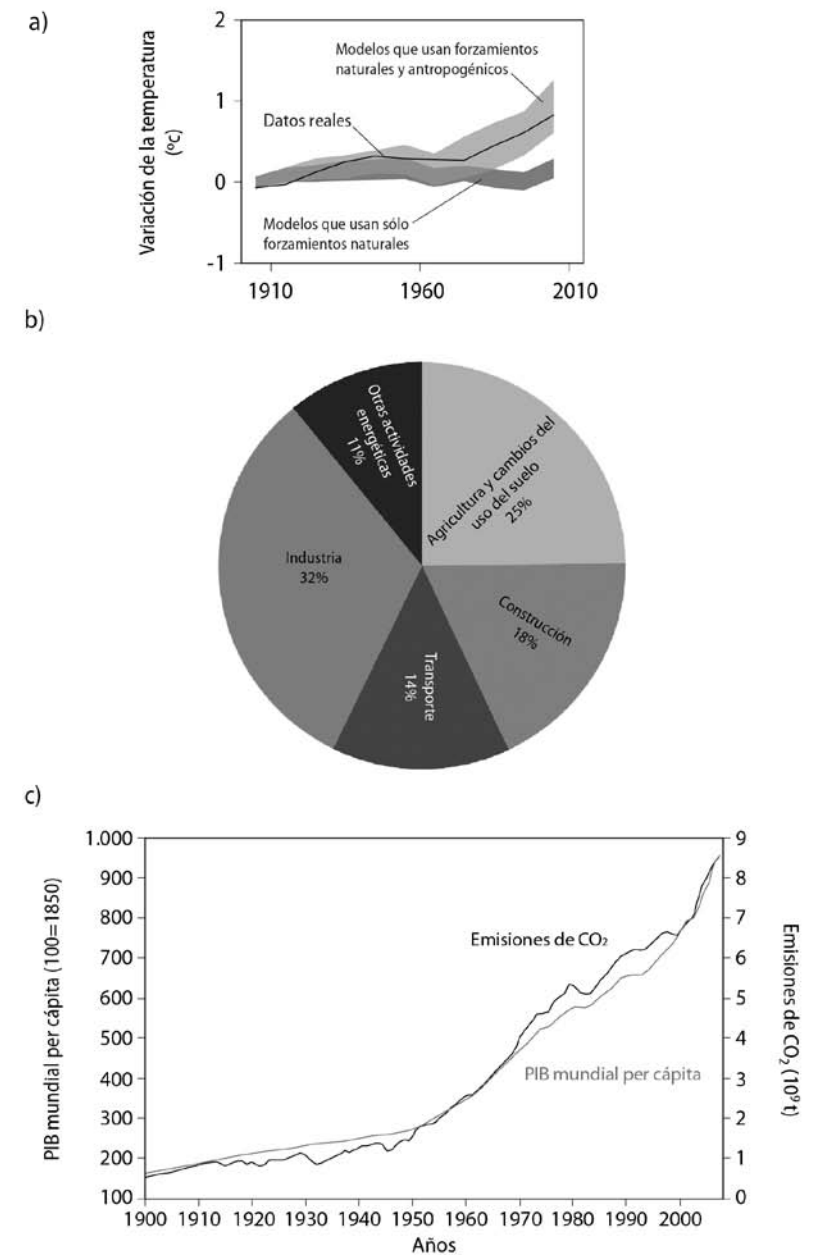 a)
Variación de la temperatura
(ºc)
2
1
0
-1
Modelos que usan forzamientos
naturales y antropogénicos
Datos reales
Modelos que usan sólo
forzamientos naturales
1910
1960
2010
b)
Otras actividades
energéticas
11%
Agricultura y cambios del
uso del suelo
25%
Industria
32%
Construcción
18%
Transporte
14%
c)
PIB mundial per cápita (100=1850)
1.000
900
800
700
600
500
400
300
200
100
Emisiones de CO₂
PIB mundial per cápita
9
8
7
6
5
4
3
2
1
0
Emisiones de CO₂ (10⁹ t)
1900 1910 1920 1930 1940 1950 1960 1970 1980 1990 2000
Años